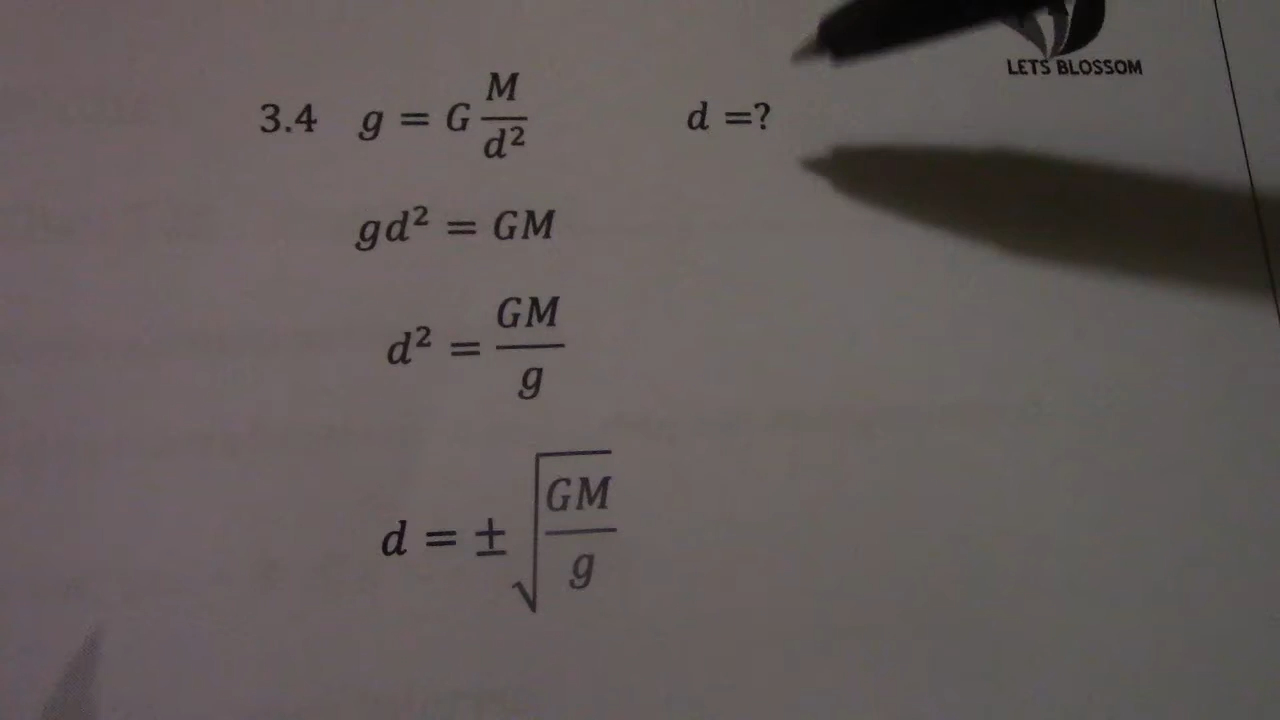 LETS BLOSSOM
3.4 g = G M/d² d =?
gd² = GM
d² = GM/g
d = ± √(GM/g)